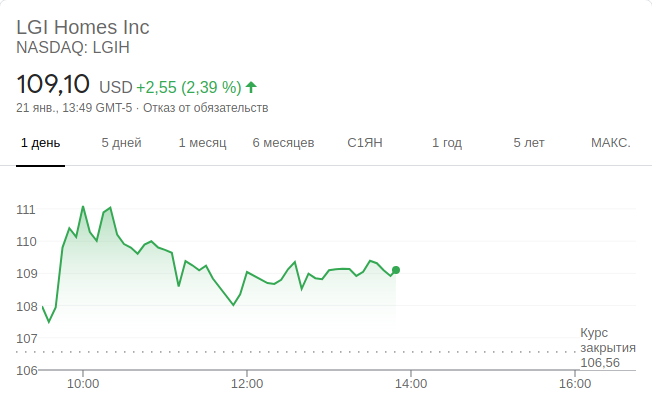 LGI Homes Inc
NASDAQ: LGIH
109,10 USD +2,55 (2,39 %)
21 янв., 13:49 GMT-5 · Отказ от обязательств
1 день 5 дней 1 месяц 6 месяцев С1ЯН 1 год 5 лет МАКС.
111
110
109
108
107
106
Курс
закрытия
106,56
10:00 12:00 14:00 16:00